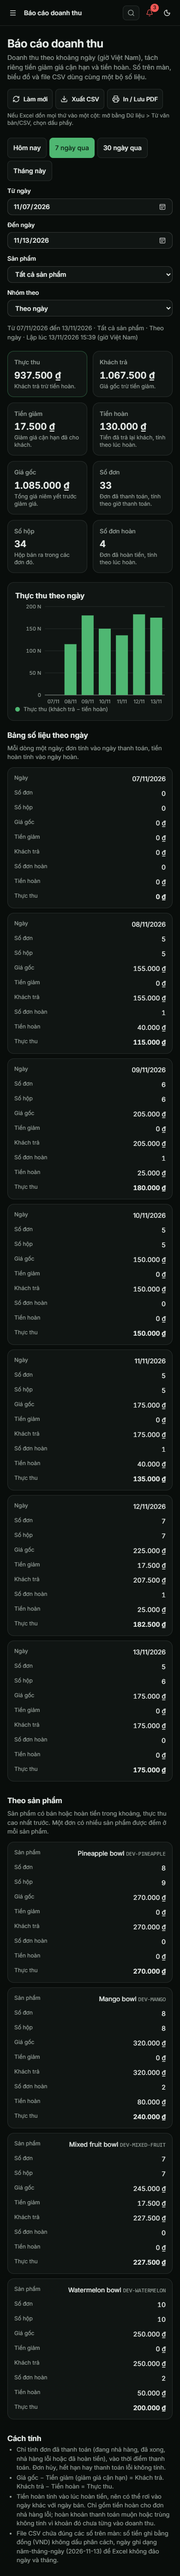 Báo cáo doanh thu
3
Báo cáo doanh thu
Doanh thu theo khoảng ngày (giờ Việt Nam), tách
riêng tiền giảm giá cận hạn và tiền hoàn. Số trên màn,
biểu đồ và file CSV dùng chung một bộ số liệu.
Làm mới
Xuất CSV
In / Lưu PDF
Nếu Excel dồn mọi thứ vào một cột: mở bằng Dữ liệu > Từ văn
bản/CSV, chọn dấu phẩy.
Hôm nay
7 ngày qua
30 ngày qua
Tháng này
Từ ngày
11/07/2026
Đến ngày
11/13/2026
Sản phẩm
Tất cả sản phẩm
Nhóm theo
Theo ngày
Từ 07/11/2026 đến 13/11/2026 · Tất cả sản phẩm · Theo
ngày · Lập lúc 13/11/2026 15:39 (giờ Việt Nam)
Thực thu
937.500 ₫
Khách trả trừ tiền hoàn.
Khách trả
1.067.500 ₫
Giá gốc trừ tiền giảm.
Tiền giảm
17.500 ₫
Giảm giá cận hạn đã cho
khách.
Tiền hoàn
130.000 ₫
Tiền đã trả lại khách, tính
theo lúc hoàn.
Giá gốc
1.085.000 ₫
Tổng giá niêm yết trước
giảm giá.
Số đơn
33
Đơn đã thanh toán, tính
theo giờ thanh toán.
Số hộp
34
Hộp bán ra trong các
đơn đó.
Số đơn hoàn
4
Đơn đã hoàn tiền, tính
theo lúc hoàn.
Thực thu theo ngày
200 N
150 N
100 N
50 N
0
07/11 08/11 09/11 10/11 11/11 12/11 13/11
Thực thu (khách trả − tiền hoàn)
Bảng số liệu theo ngày
Mỗi dòng một ngày; đơn tính vào ngày thanh toán, tiền
hoàn tính vào ngày hoàn.
Ngày 07/11/2026
Số đơn 0
Số hộp 0
Giá gốc 0 ₫
Tiền giảm 0 ₫
Khách trả 0 ₫
Số đơn hoàn 0
Tiền hoàn 0 ₫
Thực thu 0 ₫
Ngày 08/11/2026
Số đơn 5
Số hộp 5
Giá gốc 155.000 ₫
Tiền giảm 0 ₫
Khách trả 155.000 ₫
Số đơn hoàn 1
Tiền hoàn 40.000 ₫
Thực thu 115.000 ₫
Ngày 09/11/2026
Số đơn 6
Số hộp 6
Giá gốc 205.000 ₫
Tiền giảm 0 ₫
Khách trả 205.000 ₫
Số đơn hoàn 1
Tiền hoàn 25.000 ₫
Thực thu 180.000 ₫
Ngày 10/11/2026
Số đơn 5
Số hộp 5
Giá gốc 150.000 ₫
Tiền giảm 0 ₫
Khách trả 150.000 ₫
Số đơn hoàn 0
Tiền hoàn 0 ₫
Thực thu 150.000 ₫
Ngày 11/11/2026
Số đơn 5
Số hộp 5
Giá gốc 175.000 ₫
Tiền giảm 0 ₫
Khách trả 175.000 ₫
Số đơn hoàn 1
Tiền hoàn 40.000 ₫
Thực thu 135.000 ₫
Ngày 12/11/2026
Số đơn 7
Số hộp 7
Giá gốc 225.000 ₫
Tiền giảm 17.500 ₫
Khách trả 207.500 ₫
Số đơn hoàn 1
Tiền hoàn 25.000 ₫
Thực thu 182.500 ₫
Ngày 13/11/2026
Số đơn 5
Số hộp 6
Giá gốc 175.000 ₫
Tiền giảm 0 ₫
Khách trả 175.000 ₫
Số đơn hoàn 0
Tiền hoàn 0 ₫
Thực thu 175.000 ₫
Theo sản phẩm
Sản phẩm có bán hoặc hoàn tiền trong khoảng, thực thu
cao nhất trước. Một đơn có nhiều sản phẩm được đếm ở
mỗi sản phẩm.
Sản phẩm Pineapple bowl DEV-PINEAPPLE
Số đơn 8
Số hộp 9
Giá gốc 270.000 ₫
Tiền giảm 0 ₫
Khách trả 270.000 ₫
Số đơn hoàn 0
Tiền hoàn 0 ₫
Thực thu 270.000 ₫
Sản phẩm Mango bowl DEV-MANGO
Số đơn 8
Số hộp 8
Giá gốc 320.000 ₫
Tiền giảm 0 ₫
Khách trả 320.000 ₫
Số đơn hoàn 2
Tiền hoàn 80.000 ₫
Thực thu 240.000 ₫
Sản phẩm Mixed fruit bowl DEV-MIXED-FRUIT
Số đơn 7
Số hộp 7
Giá gốc 245.000 ₫
Tiền giảm 17.500 ₫
Khách trả 227.500 ₫
Số đơn hoàn 0
Tiền hoàn 0 ₫
Thực thu 227.500 ₫
Sản phẩm Watermelon bowl DEV-WATERMELON
Số đơn 10
Số hộp 10
Giá gốc 250.000 ₫
Tiền giảm 0 ₫
Khách trả 250.000 ₫
Số đơn hoàn 2
Tiền hoàn 50.000 ₫
Thực thu 200.000 ₫
Cách tính
• Chỉ tính đơn đã thanh toán (đang nhả hàng, đã xong,
nhả hàng lỗi hoặc đã hoàn tiền), vào thời điểm thanh
toán. Đơn hủy, hết hạn hay thanh toán lỗi không tính.
• Giá gốc − Tiền giảm (giảm giá cận hạn) = Khách trả.
Khách trả − Tiền hoàn = Thực thu.
• Tiền hoàn tính vào lúc hoàn tiền, nên có thể rơi vào
ngày khác với ngày bán. Chỉ gồm tiền hoàn cho đơn
nhả hàng lỗi; hoàn khoản thanh toán muộn hoặc trùng
không tính vì khoản đó chưa từng vào doanh thu.
• File CSV chứa đúng các số trên màn: số tiền ghi bằng
đồng (VND) không dấu phân cách, ngày ghi dạng
năm-tháng-ngày (2026-11-13) để Excel không đảo
ngày và tháng.